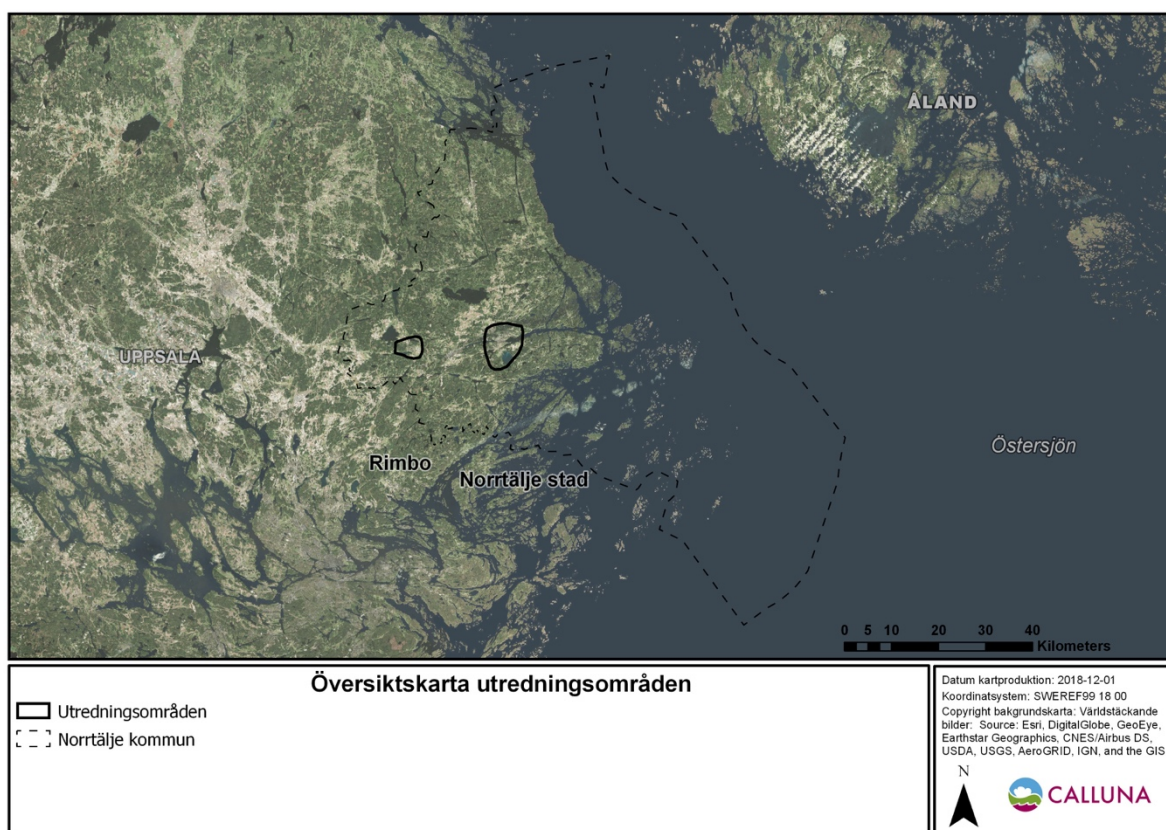 ÅLAND
UPPSALA
Östersjön
Rimbo
Norrtälje stad
0 5 10 20 30 40
Kilometers
Översiktskarta utredningsområden
Utredningsområden
Norrtälje kommun
Datum kartproduktion: 2018-12-01
Koordinatsystem: SWEREF99 18 00
Copyright bakgrundskarta: Världstäckande
bilder: Source: Esri, DigitalGlobe, GeoEye,
Earthstar Geographics, CNES/Airbus DS,
USDA, USGS, AeroGRID, IGN, and the GIS
N
CALLUNA